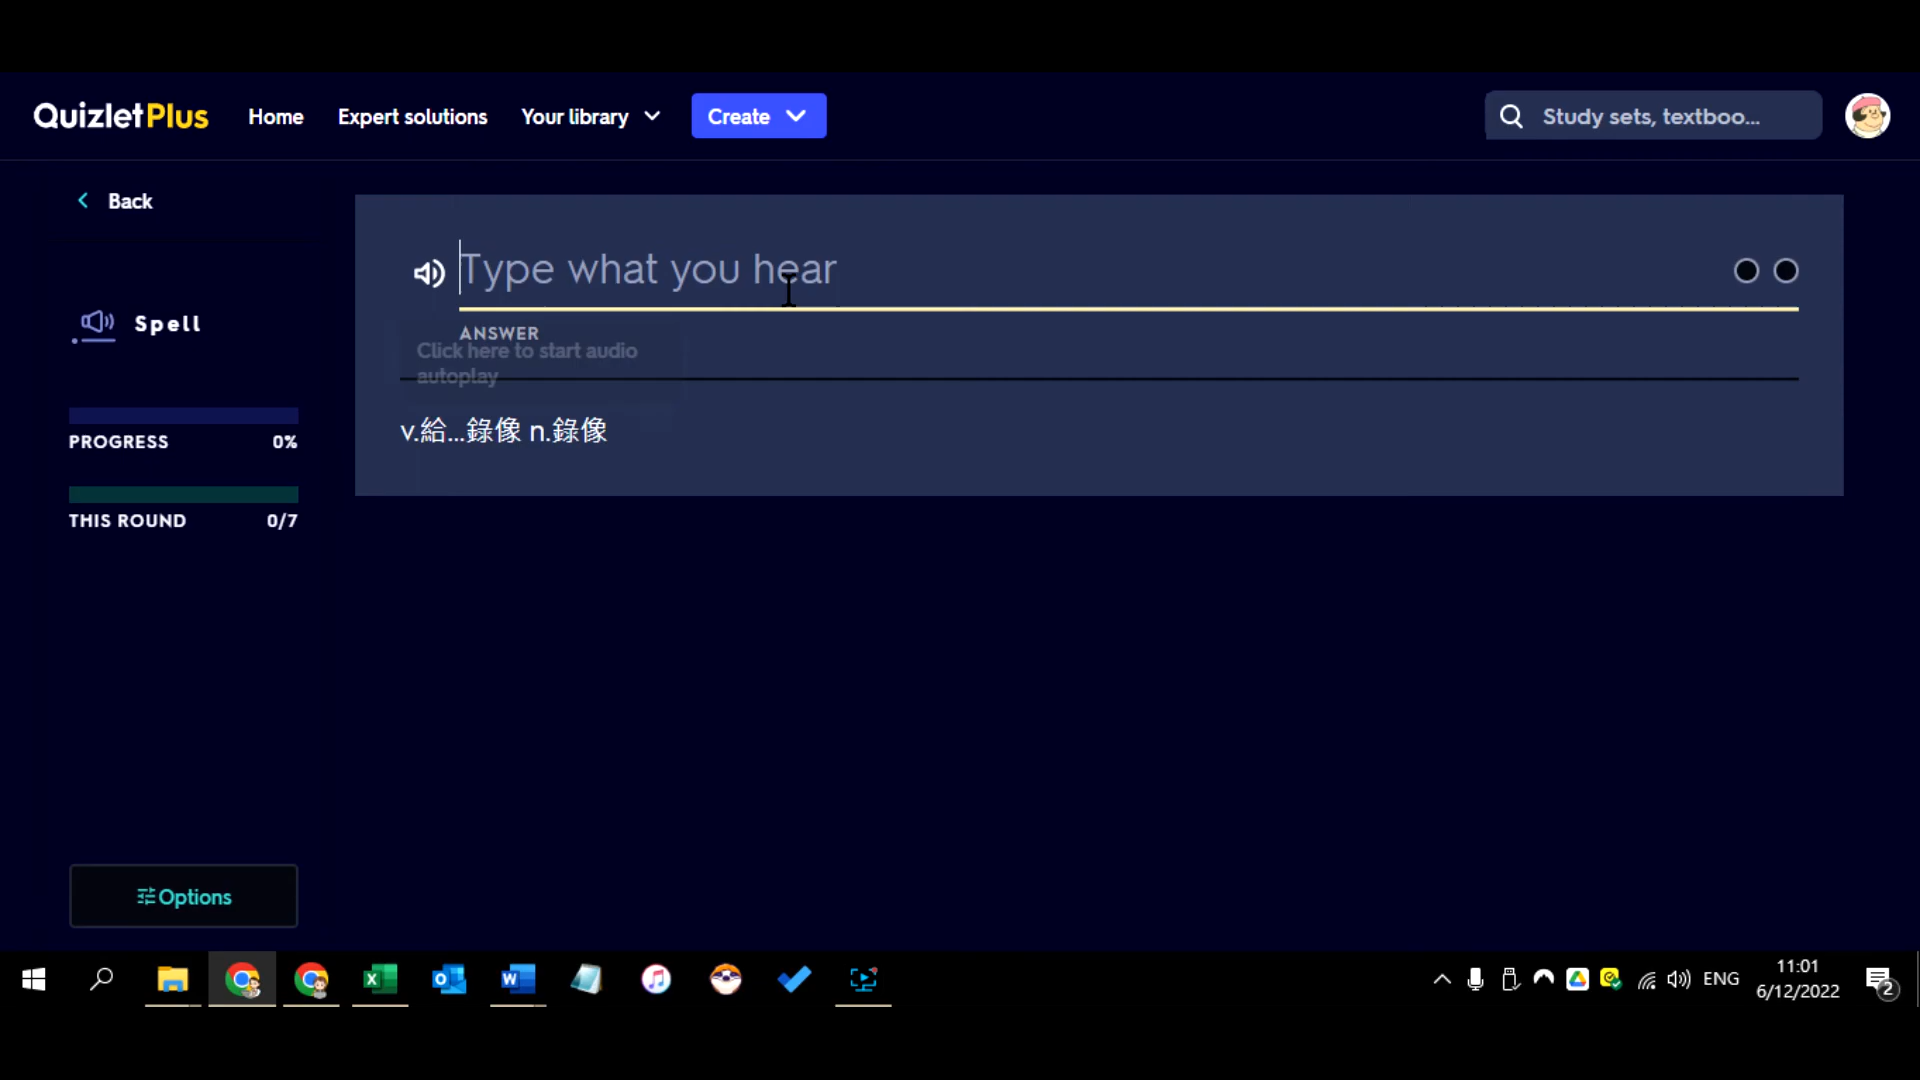 QuizletPlus Home Expert solutions Your library Create Study sets, textboo...
Back
Type what you hear
Spell
ANSWER
Click here to start audio
autoplay
v.給...錄像 n.錄像
PROGRESS 0%
THIS ROUND 0/7
Options
ENG
11:01
6/12/2022
2